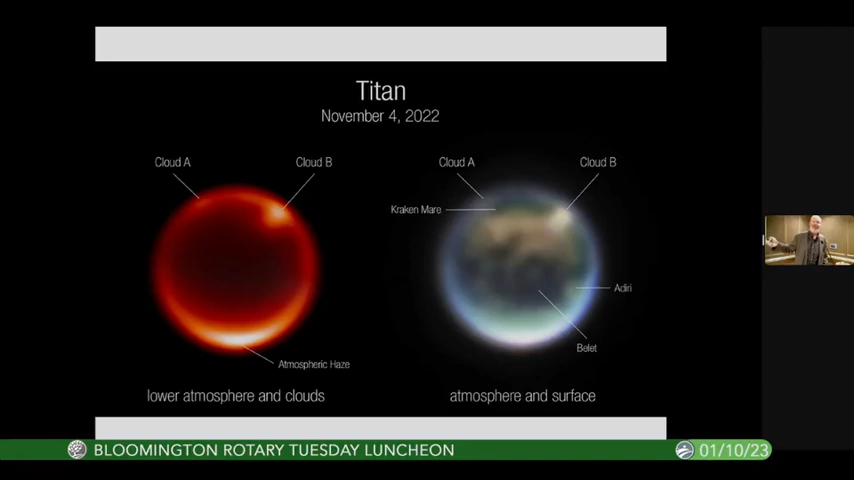 Titan
November 4, 2022
Cloud A
Cloud B
Cloud A
Cloud B
Kraken Mare
Adiri
Belet
Atmospheric Haze
lower atmosphere and clouds
atmosphere and surface
BLOOMINGTON ROTARY TUESDAY LUNCHEON
01/10/23